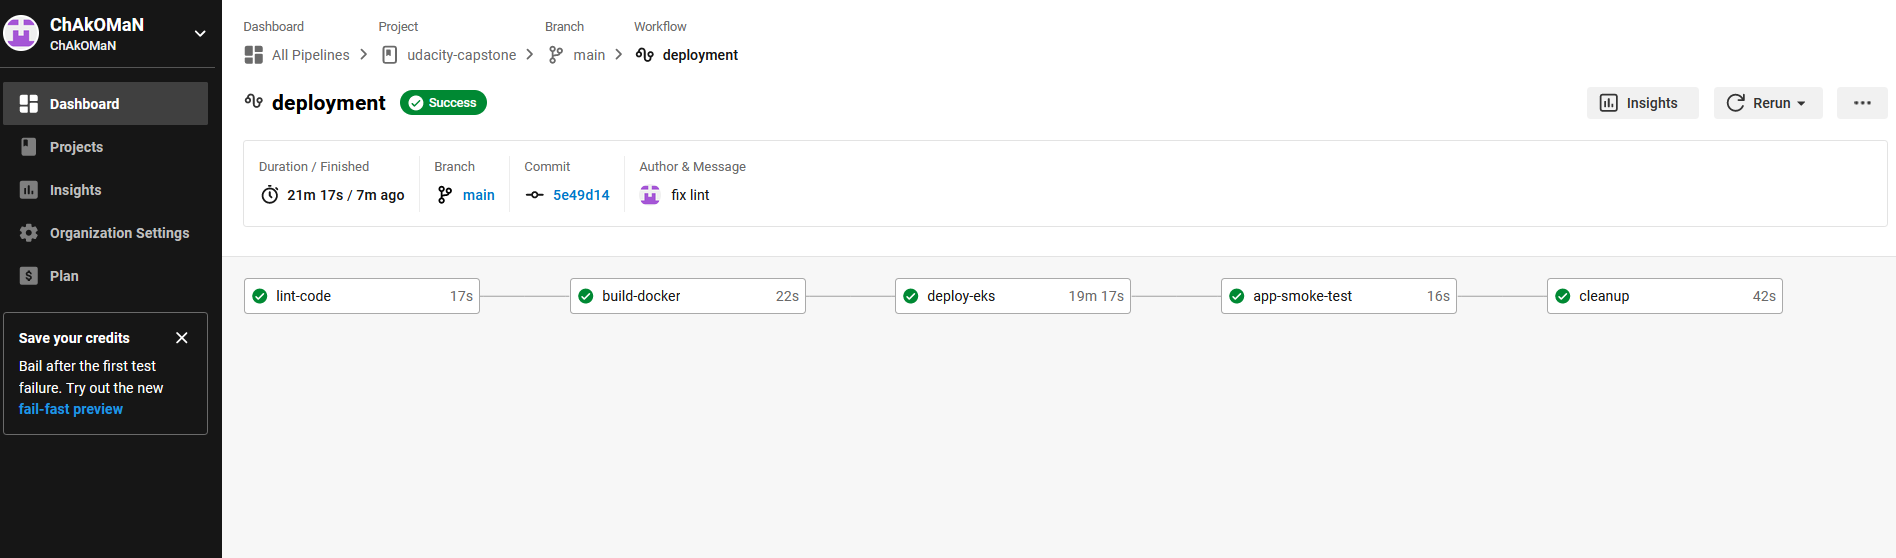 ChAkOMaN
ChAkOMaN
Dashboard
Projects
Insights
Organization Settings
Plan
Save your credits
Bail after the first test
failure. Try out the new
fail-fast preview
Dashboard Project Branch Workflow
All Pipelines udacity-capstone main deployment
deployment Success Insights Rerun
Duration / Finished Branch Commit Author & Message
21m 17s / 7m ago main 5e49d14 fix lint
lint-code 17s build-docker 22s deploy-eks 19m 17s app-smoke-test 16s cleanup 42s